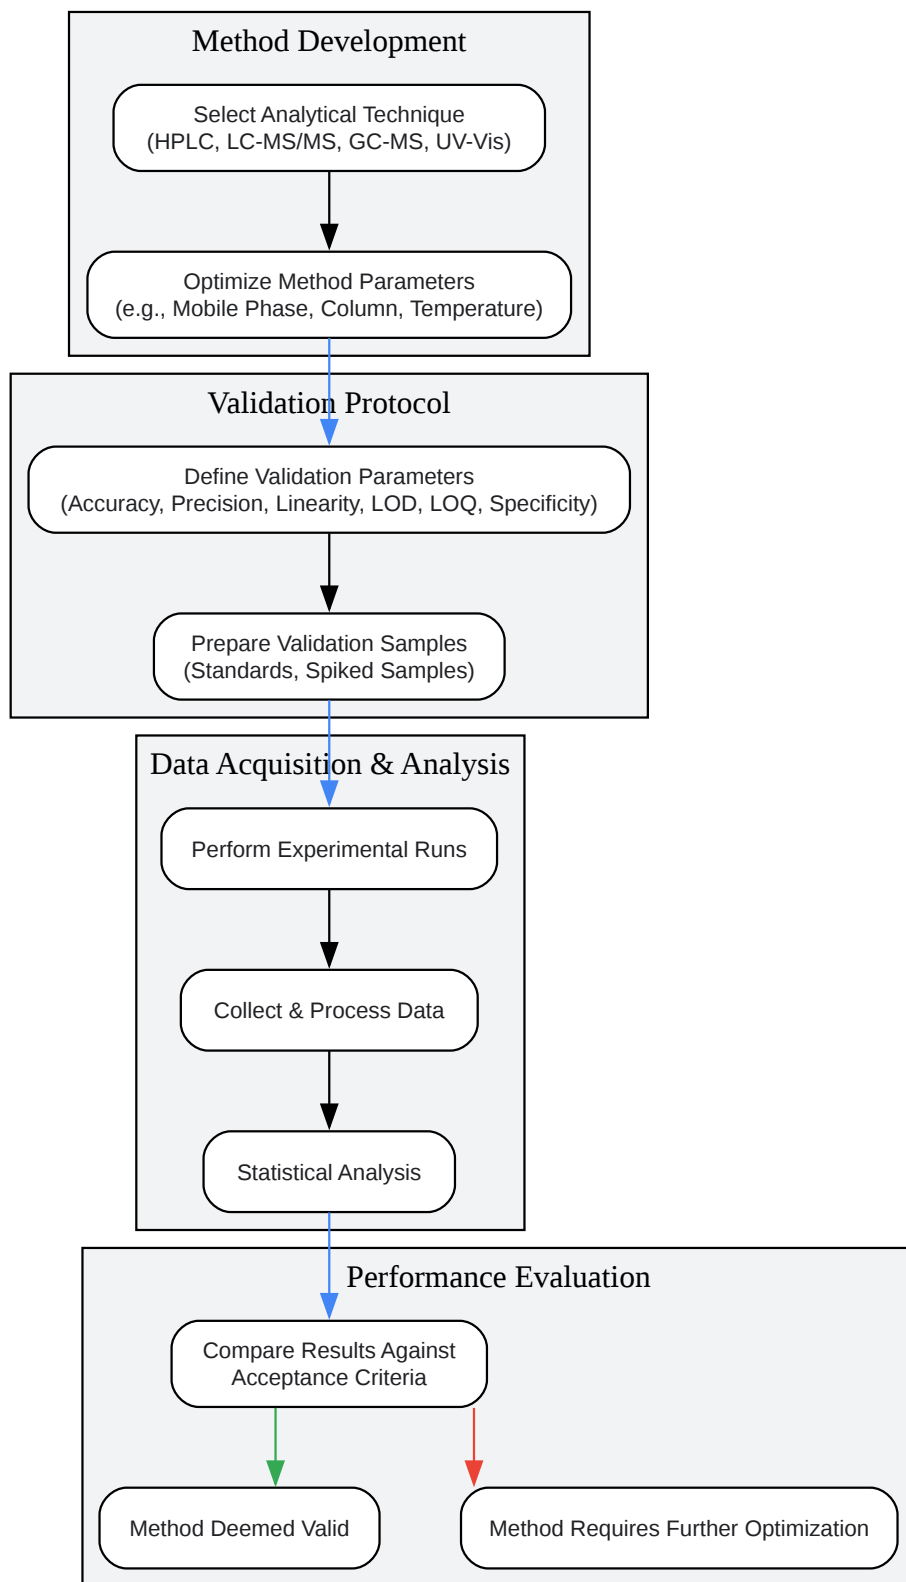 Method Development
Select Analytical Technique
(HPLC, LC-MS/MS, GC-MS, UV-Vis)
Optimize Method Parameters
(e.g., Mobile Phase, Column, Temperature)
Validation Protocol
Define Validation Parameters
(Accuracy, Precision, Linearity, LOD, LOQ, Specificity)
Prepare Validation Samples
(Standards, Spiked Samples)
Data Acquisition & Analysis
Perform Experimental Runs
Collect & Process Data
Statistical Analysis
Performance Evaluation
Compare Results Against
Acceptance Criteria
Method Deemed Valid
Method Requires Further Optimization